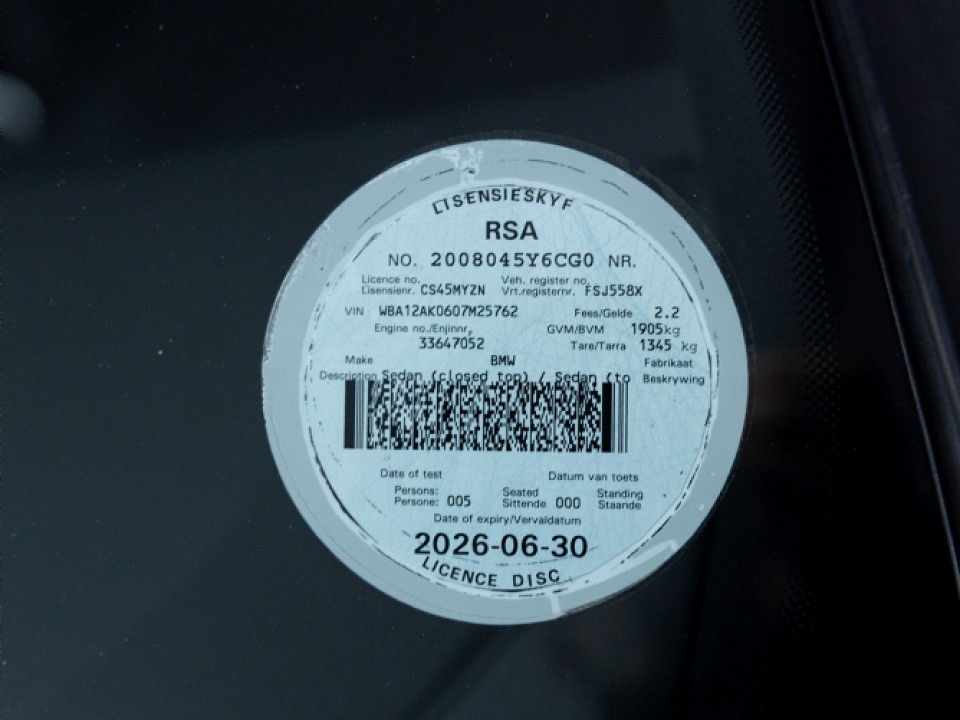 LISENSIESKYF
RSA
NO. 2008045Y6CG0 NR.
Licence no. Veh. register no.
Lisensienr. CS45MYZN Vrt.registernr. FSJ558X
VIN WBA12AK0607M25762 Fees/Gelde 2.2
Engine no./Enjinnr. GVM/BVM 1905kg
33647052 Tare/Tarra 1345 kg
Make BMW Fabrikaat
Description Sedan (closed top) / Sedan (to Beskrywing
Date of test Datum van toets
Persons: Seated Standing
Persone: 005 Sittende 000 Staande
Date of expiry/Vervaldatum
2026-06-30
LICENCE DISC